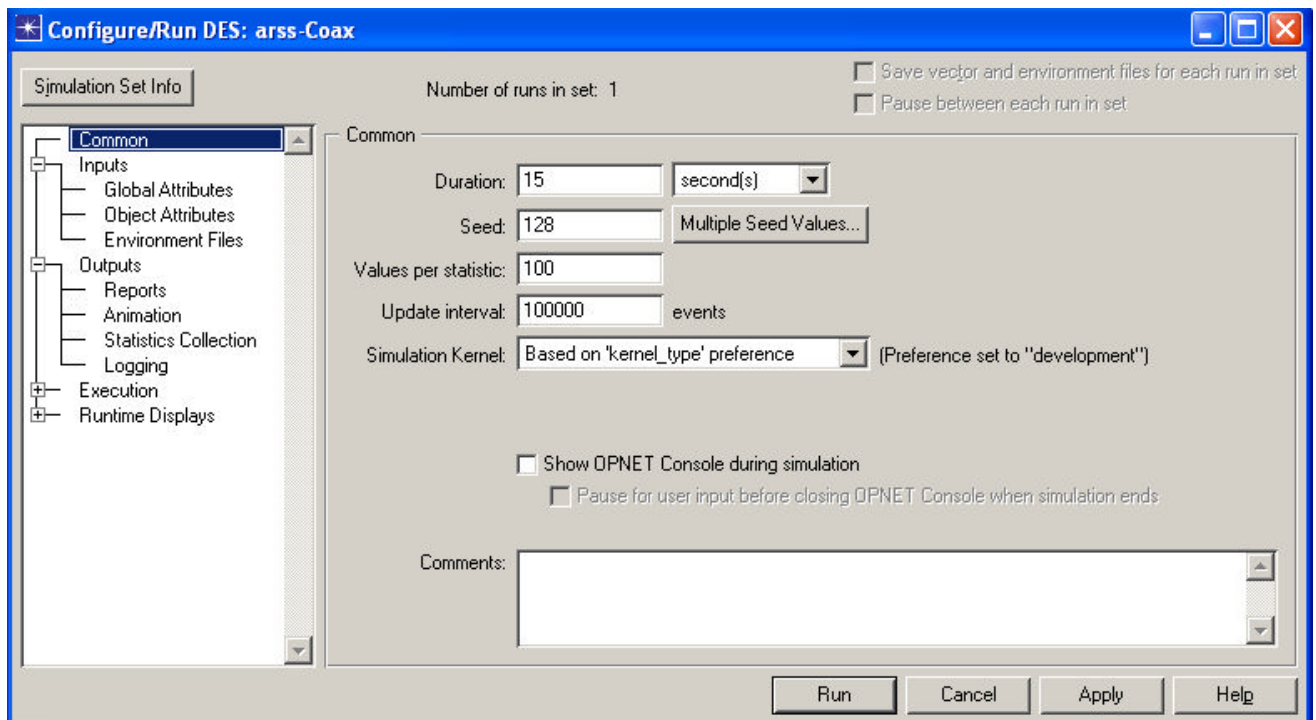 Configure/Run DES: arss-Coax
Simulation Set Info
Number of runs in set: 1
Save vector and environment files for each run in set
Pause between each run in set
Common
Inputs
Global Attributes
Object Attributes
Environment Files
Outputs
Reports
Animation
Statistics Collection
Logging
Execution
Runtime Displays
Common
Duration: 15 second(s)
Seed: 128 Multiple Seed Values...
Values per statistic: 100
Update interval: 100000 events
Simulation Kernel: Based on 'kernel_type' preference (Preference set to "development")
Show OPNET Console during simulation
Pause for user input before closing OPNET Console when simulation ends
Comments:
Run Cancel Apply Help